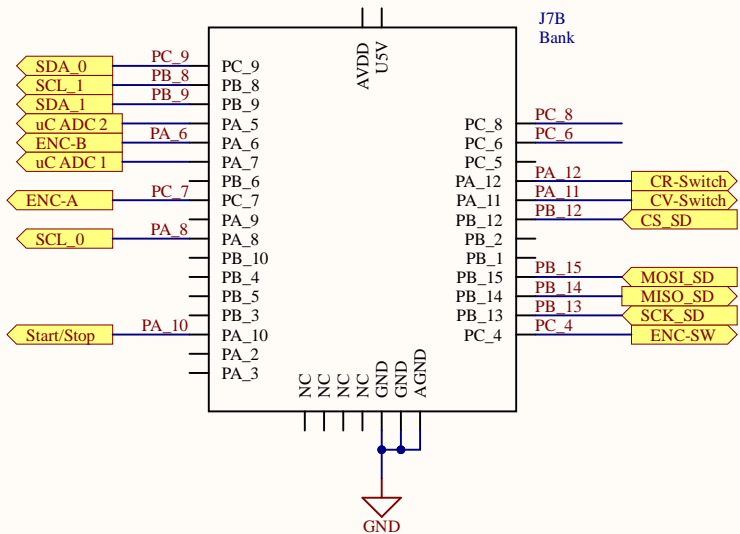 J7B
Bank
AVDD
U5V
SDA_0 PC_9 PC_9
SCL_1 PB_8 PB_8
SDA_1 PB_9 PB_9
uC ADC 2 PA_5
ENC-B PA_6 PA_6
uC ADC 1 PA_7
PB_6
ENC-A PC_7 PC_7
PA_9
SCL_0 PA_8 PA_8
PB_10
PB_4
PB_5
PB_3
Start/Stop PA_10 PA_10
PA_2
PA_3
PC_8 PC_8
PC_6 PC_6
PC_5
PA_12 PA_12 CR-Switch
PA_11 PA_11 CV-Switch
PB_12 PB_12 CS_SD
PB_2
PB_1
PB_15 PB_15 MOSI_SD
PB_14 PB_14 MISO_SD
PB_13 PB_13 SCK_SD
PC_4 PC_4 ENC-SW
NC
NC
NC
NC
GND
GND
AGND
GND